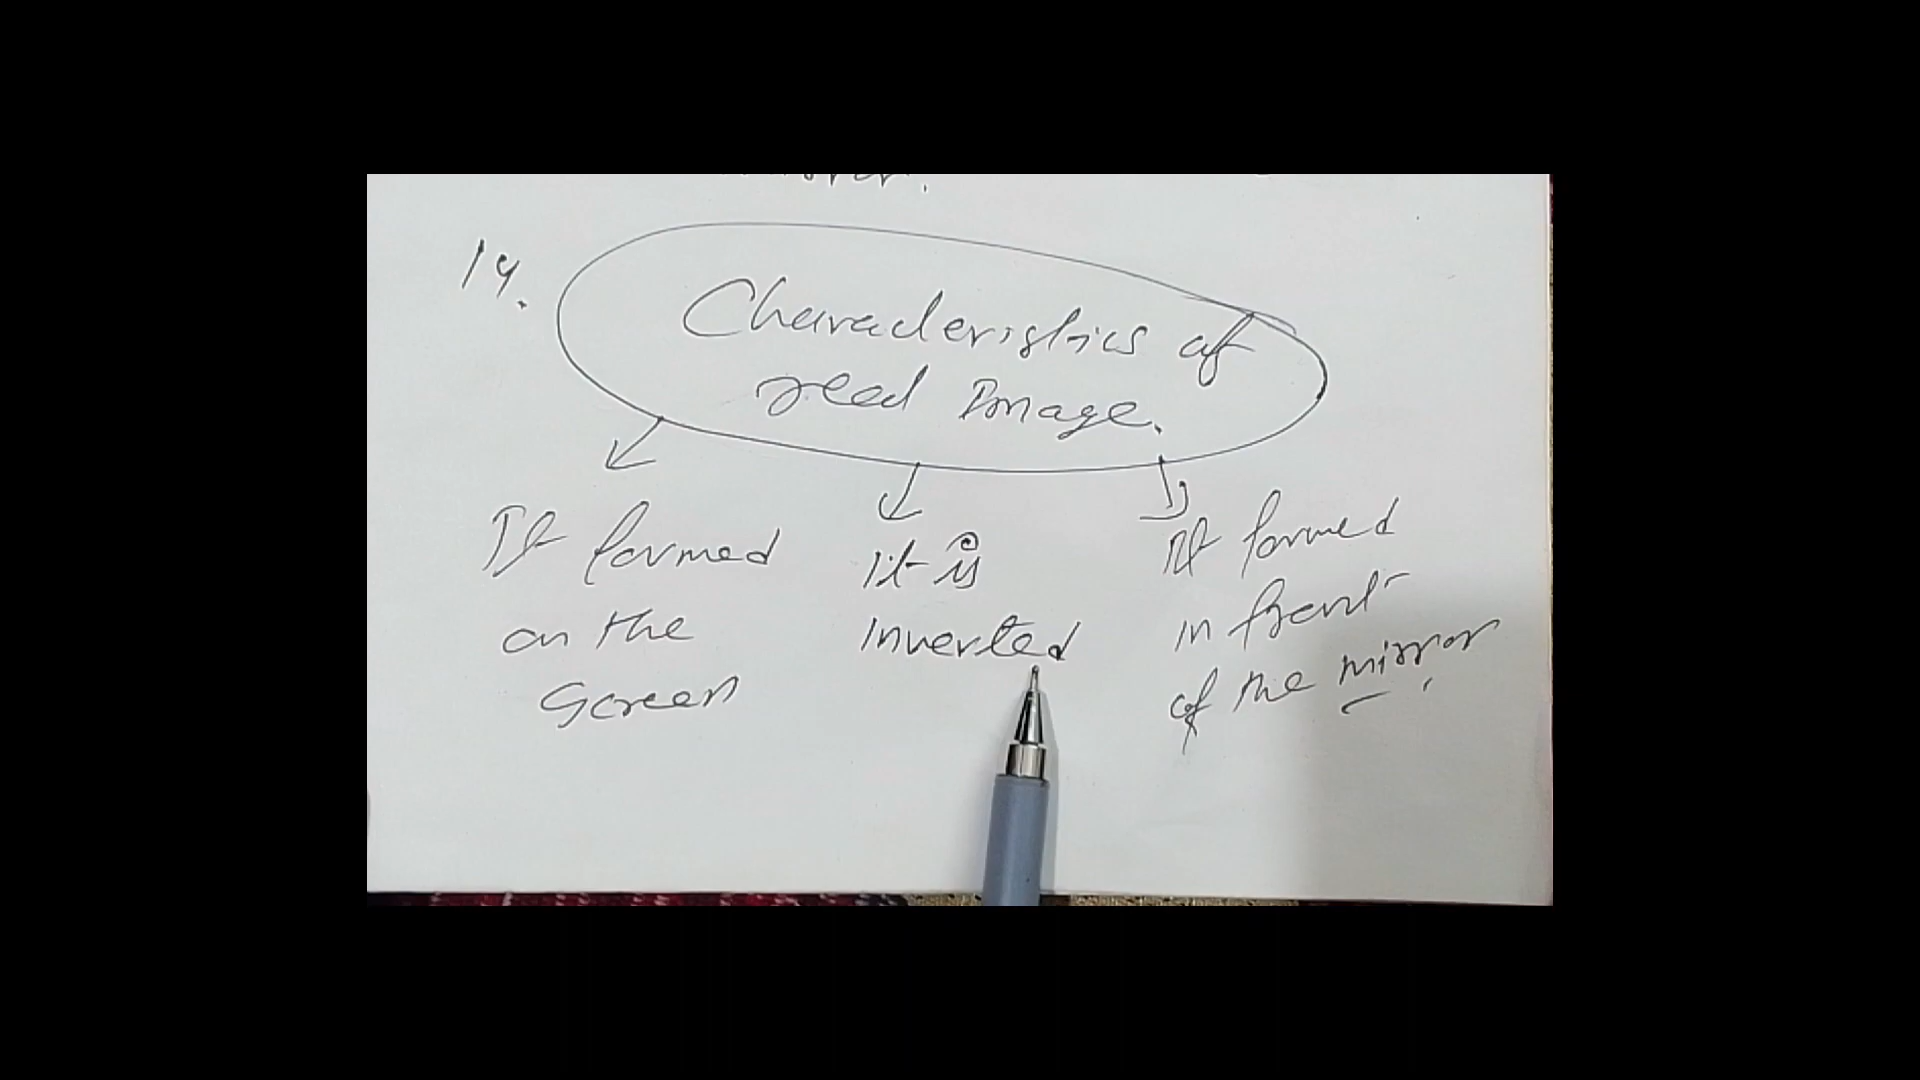 14.
Characteristics of
real Image.
It formed
on the
Screen
it is
Inverted
It formed
in front
of the mirror